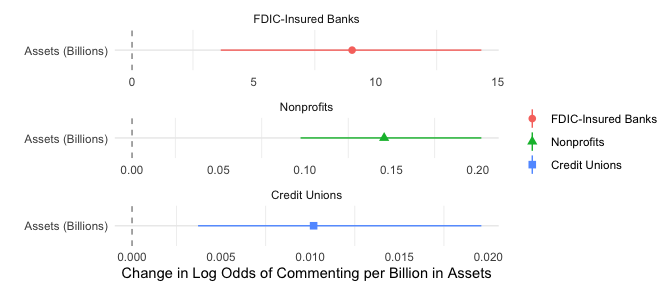 FDIC-Insured Banks
Assets (Billions)
0 5 10 15
Nonprofits
Assets (Billions)
0.00 0.05 0.10 0.15 0.20
Credit Unions
Assets (Billions)
0.000 0.005 0.010 0.015 0.020
Change in Log Odds of Commenting per Billion in Assets
FDIC-Insured Banks
Nonprofits
Credit Unions